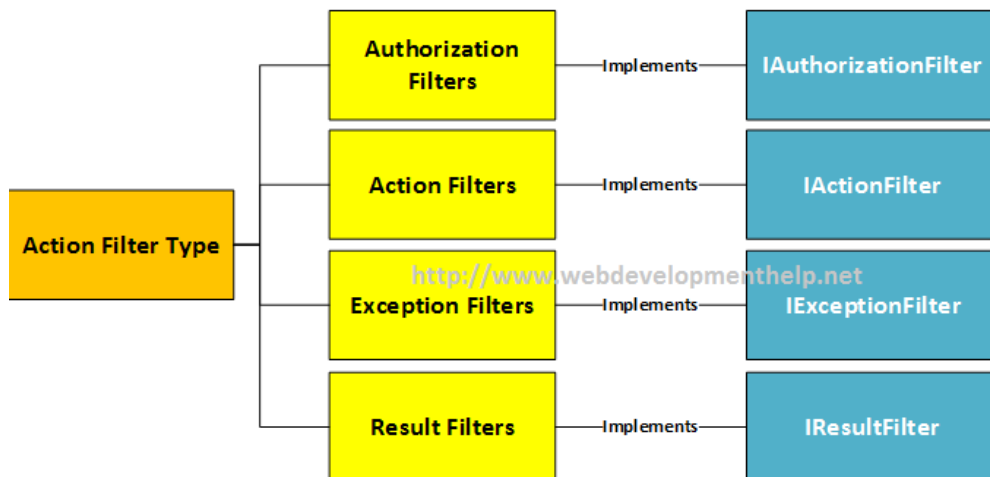 Authorization
Filters
Implements
IAuthorizationFilter
Action Filters
Implements
IActionFilter
Action Filter Type
http://www.webdevelopmenthelp.net
Exception Filters
Implements
IExceptionFilter
Result Filters
Implements
IResultFilter